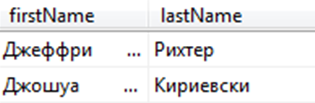 firstName lastName
Джеффри ... Рихтер
Джошуа ... Кириевски